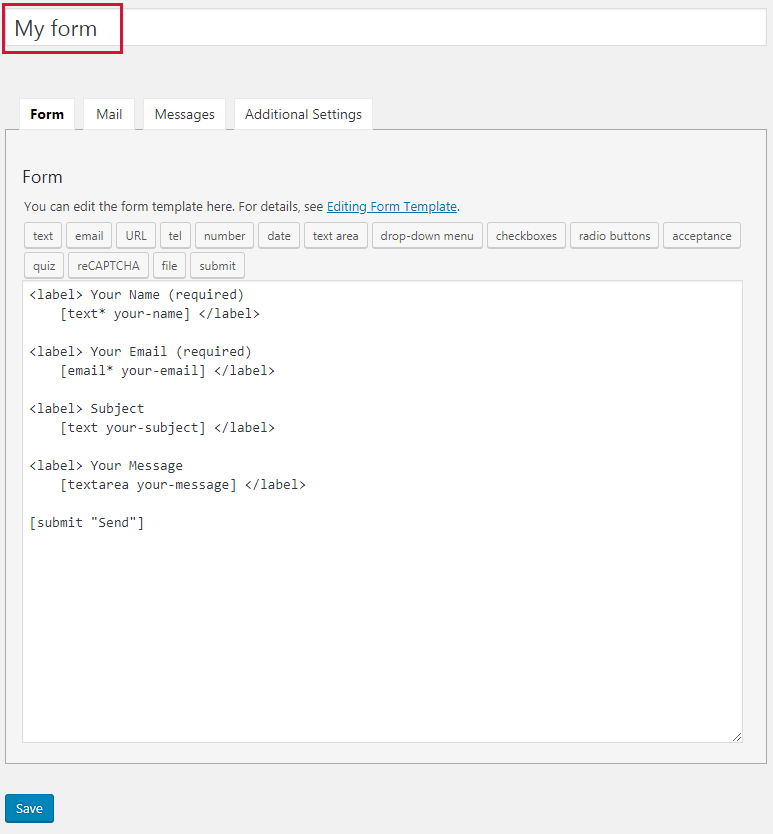 My form
Form Mail Messages Additional Settings
Form
You can edit the form template here. For details, see Editing Form Template.
text email URL tel number date text area drop-down menu checkboxes radio buttons acceptance
quiz reCAPTCHA file submit
<label> Your Name (required)
    [text* your-name] </label>
<label> Your Email (required)
    [email* your-email] </label>
<label> Subject
    [text your-subject] </label>
<label> Your Message
    [textarea your-message] </label>
[submit "Send"]
Save